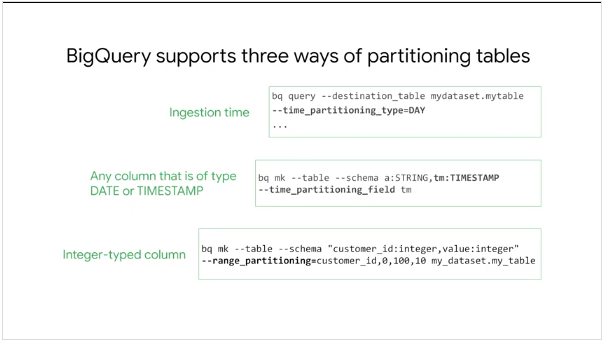 BigQuery supports three ways of partitioning tables
Ingestion time
bq query --destination_table mydataset.mytable
--time_partitioning_type=DAY
...
Any column that is of type
DATE or TIMESTAMP
bq mk --table --schema a:STRING,tm:TIMESTAMP
--time_partitioning_field tm
Integer-typed column
bq mk --table --schema "customer_id:integer,value:integer"
--range_partitioning=customer_id,0,100,10 my_dataset.my_table